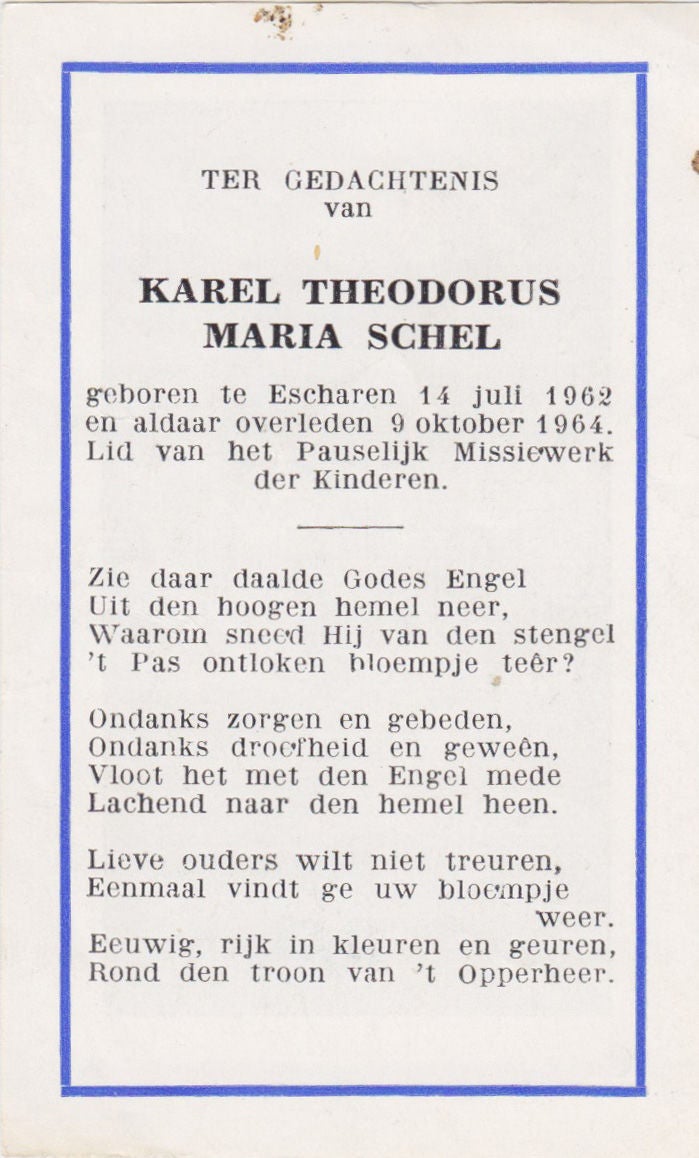 TER GEDACHTENIS
van
KAREL THEODORUS
MARIA SCHEL
geboren te Escharen 14 juli 1962
en aldaar overleden 9 oktober 1964.
Lid van het Pauselijk Missiewerk
der Kinderen.
Zie daar daalde Godes Engel
Uit den hoogen hemel neer,
Waarom sneed Hij van den stengel
't Pas ontloken bloempje teêr?
Ondanks zorgen en gebeden,
Ondanks droefheid en geweên,
Vloot het met den Engel mede
Lachend naar den hemel heen.
Lieve ouders wilt niet treuren,
Eenmaal vindt ge uw bloempje
weer.
Eeuwig, rijk in kleuren en geuren,
Rond den troon van 't Opperheer.